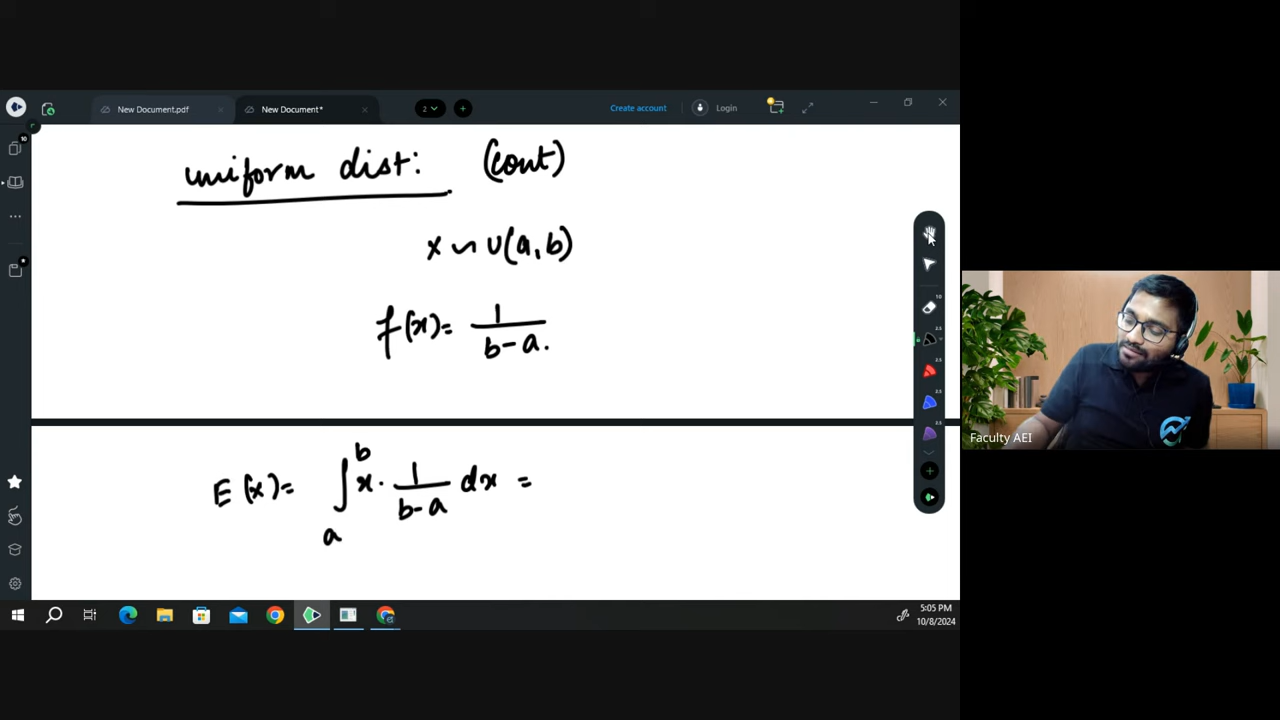 New Document.pdf
New Document*
2
Create account
Login
uniform dist: (cont)
x ~ U(a, b)
f(x) = 1/(b-a).
E(x) = ∫_a^b x · 1/(b-a) dx =
Faculty AEI
5:05 PM
10/8/2024